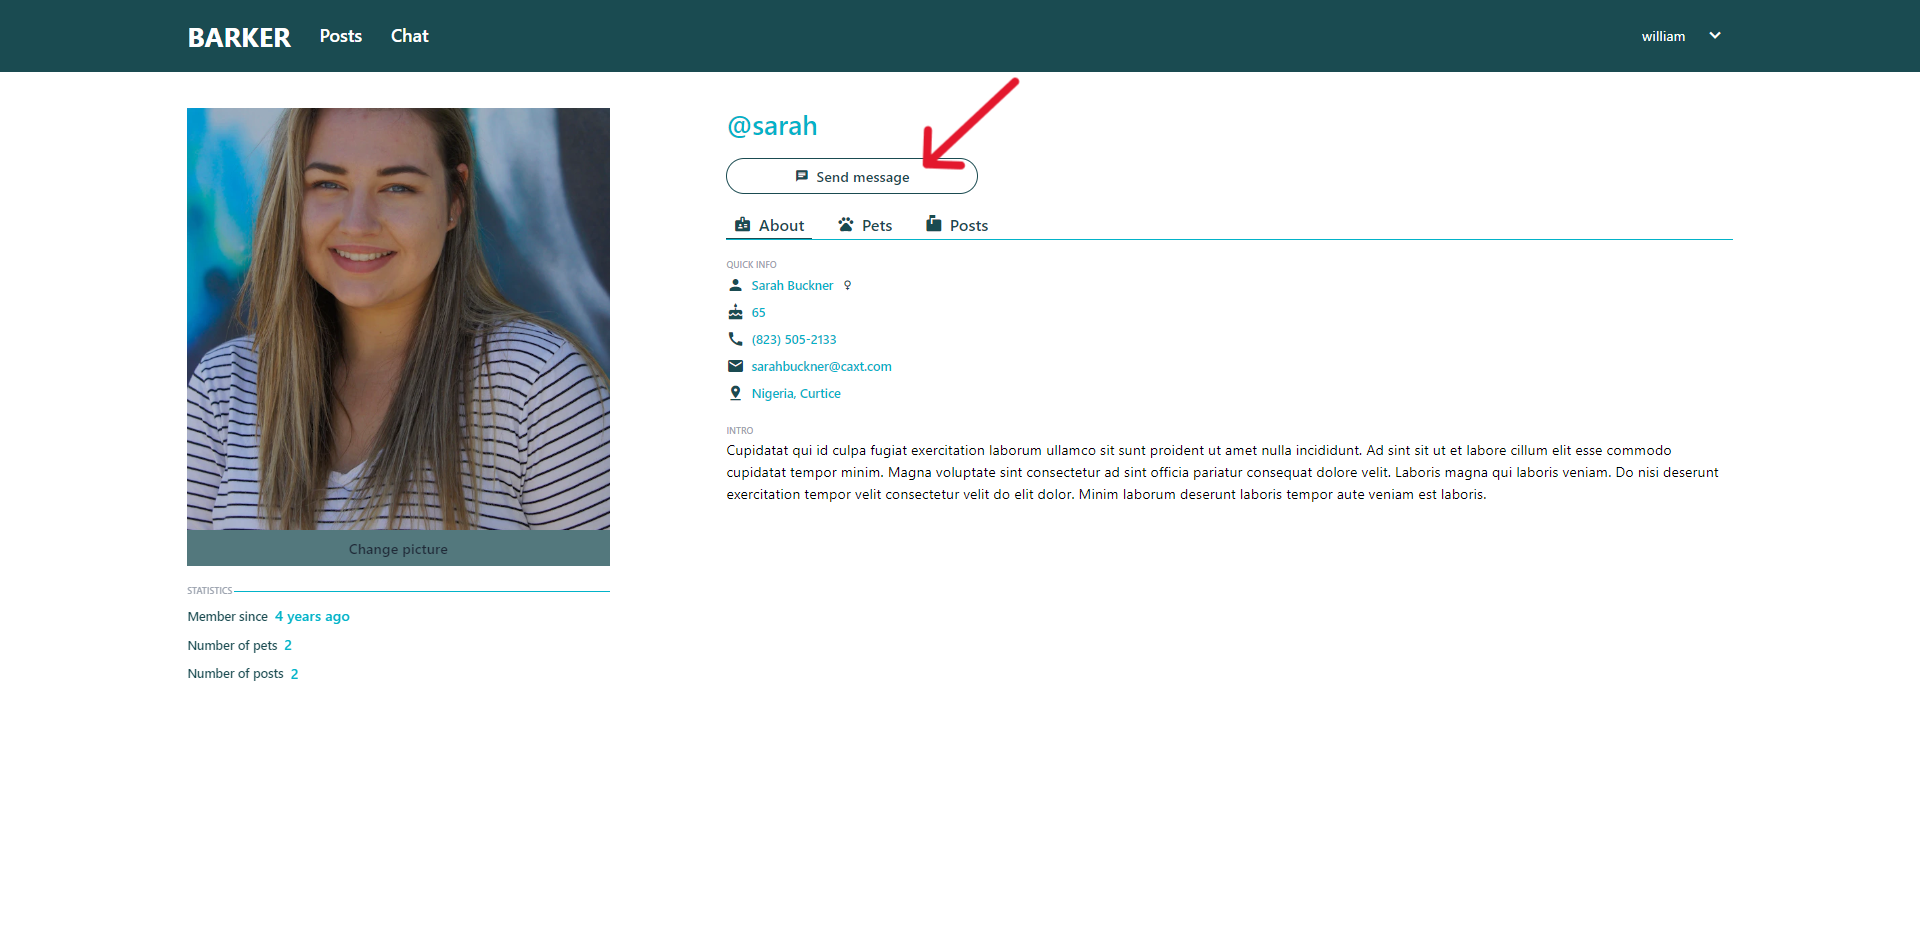 BARKER Posts Chat william
@sarah
Send message
About Pets Posts
QUICK INFO
Sarah Buckner ♀
65
(823) 505-2133
sarahbuckner@caxt.com
Nigeria, Curtice
INTRO
Cupidatat qui id culpa fugiat exercitation laborum ullamco sit sunt proident ut amet nulla incididunt. Ad sint sit ut et labore cillum elit esse commodo
cupidatat tempor minim. Magna voluptate sint consectetur ad sint officia pariatur consequat dolore velit. Laboris magna qui laboris veniam. Do nisi deserunt
exercitation tempor velit consectetur velit do elit dolor. Minim laborum deserunt laboris tempor aute veniam est laboris.
Change picture
STATISTICS
Member since 4 years ago
Number of pets 2
Number of posts 2